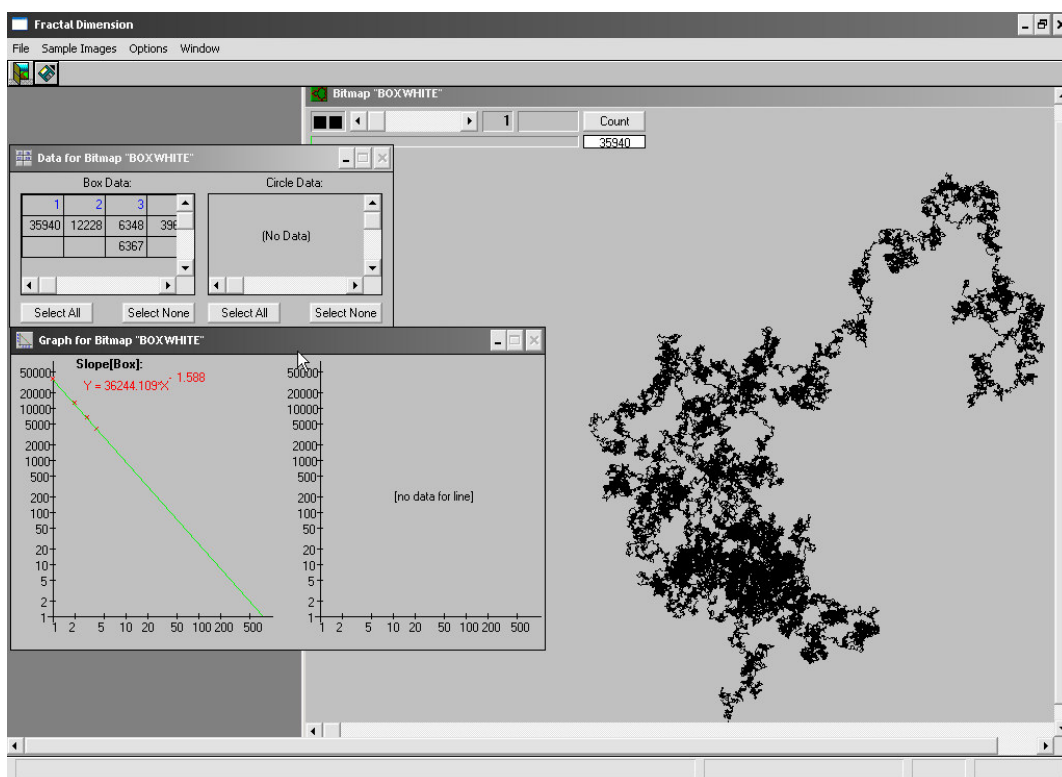 Fractal Dimension
File Sample Images Options Window
Bitmap "BOXWHITE"
1 Count
35940
Data for Bitmap "BOXWHITE"
Box Data: Circle Data:
1 2 3
35940 12228 6348 396
6367
(No Data)
Select All Select None Select All Select None
Graph for Bitmap "BOXWHITE"
Slope[Box]:
Y = 36244.109*X^- 1.588
50000 50000
20000 20000
10000 10000
5000 5000
2000 2000
1000 1000
500 500
200 200
[no data for line]
100 100
50 50
20 20
10 10
5 5
2 2
1 1
1 2 5 10 20 50 100 200 500 1 2 5 10 20 50 100 200 500